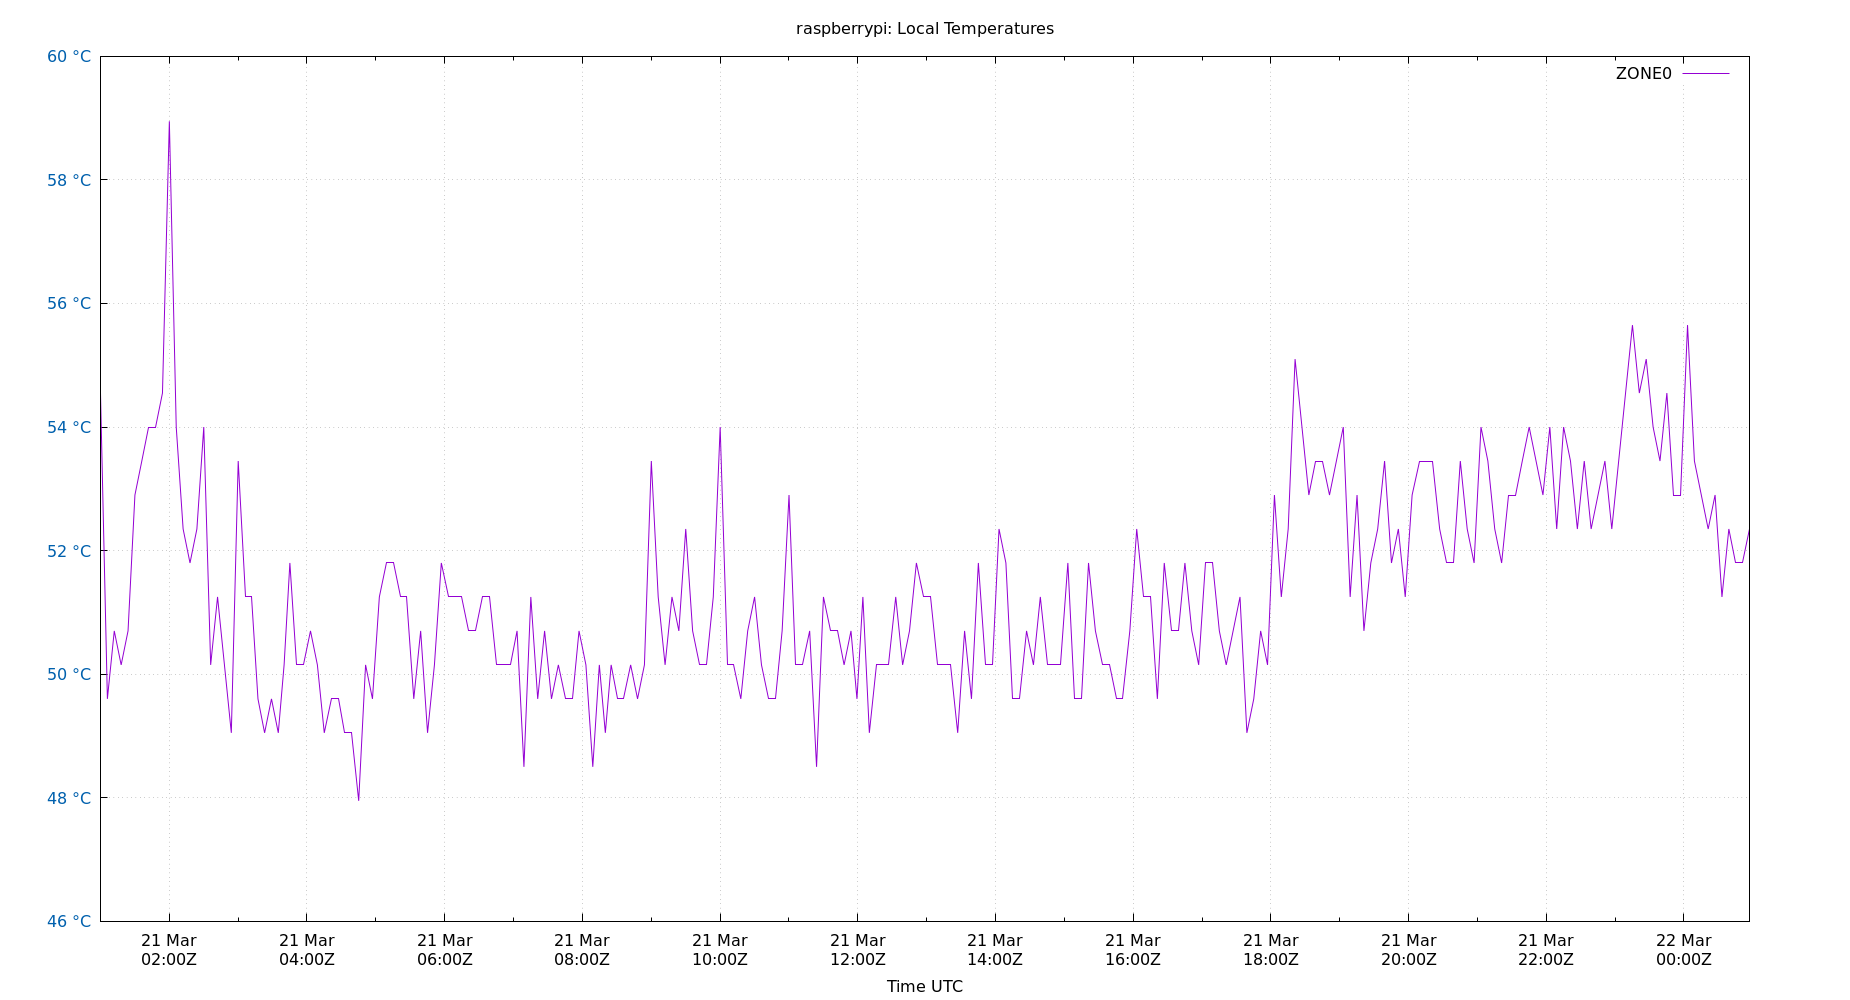 raspberrypi: Local Temperatures
ZONE0
60 °C
58 °C
56 °C
54 °C
52 °C
50 °C
48 °C
46 °C
21 Mar 21 Mar 21 Mar 21 Mar 21 Mar 21 Mar 21 Mar 21 Mar 21 Mar 21 Mar 21 Mar 22 Mar
02:00Z 04:00Z 06:00Z 08:00Z 10:00Z 12:00Z 14:00Z 16:00Z 18:00Z 20:00Z 22:00Z 00:00Z
Time UTC